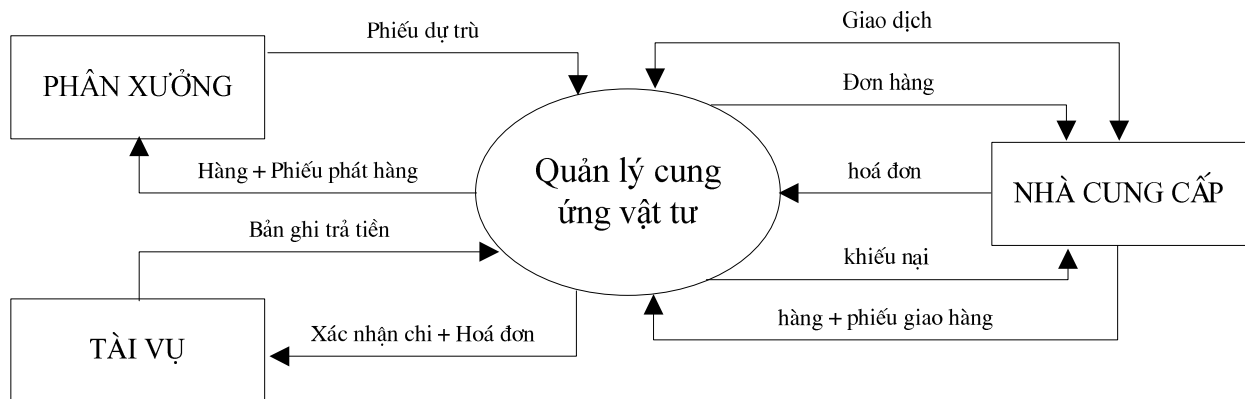 Giao dịch
Phiếu dự trù
PHÂN XƯỞNG
Đơn hàng
Hàng + Phiếu phát hàng
Quản lý cung
ứng vật tư
hoá đơn
NHÀ CUNG CẤP
Bản ghi trả tiền
khiếu nại
TÀI VỤ
Xác nhận chi + Hoá đơn
hàng + phiếu giao hàng